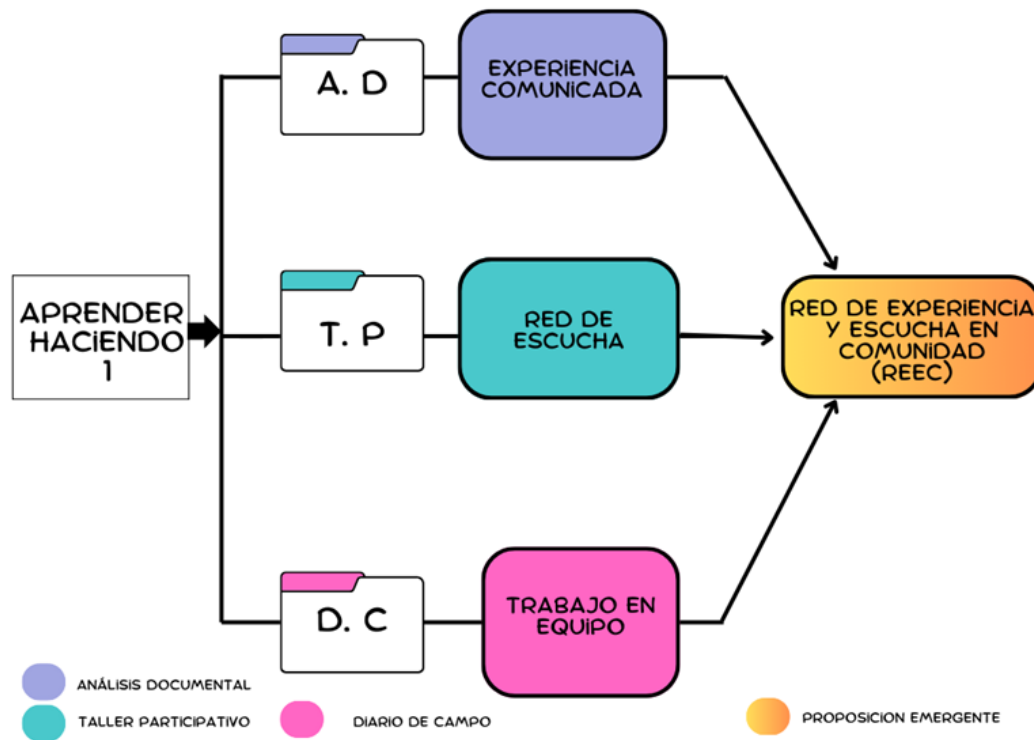 A. D
EXPERIENCIA
COMUNICADA
APRENDER
HACIENDO
1
T. P
RED DE
ESCUCHA
RED DE EXPERIENCIA
Y ESCUCHA EN
COMUNIDAD
(REEC)
D. C
TRABAJO EN
EQUIPO
ANÁLISIS DOCUMENTAL
TALLER PARTICIPATIVO
DIARIO DE CAMPO
PROPOSICION EMERGENTE